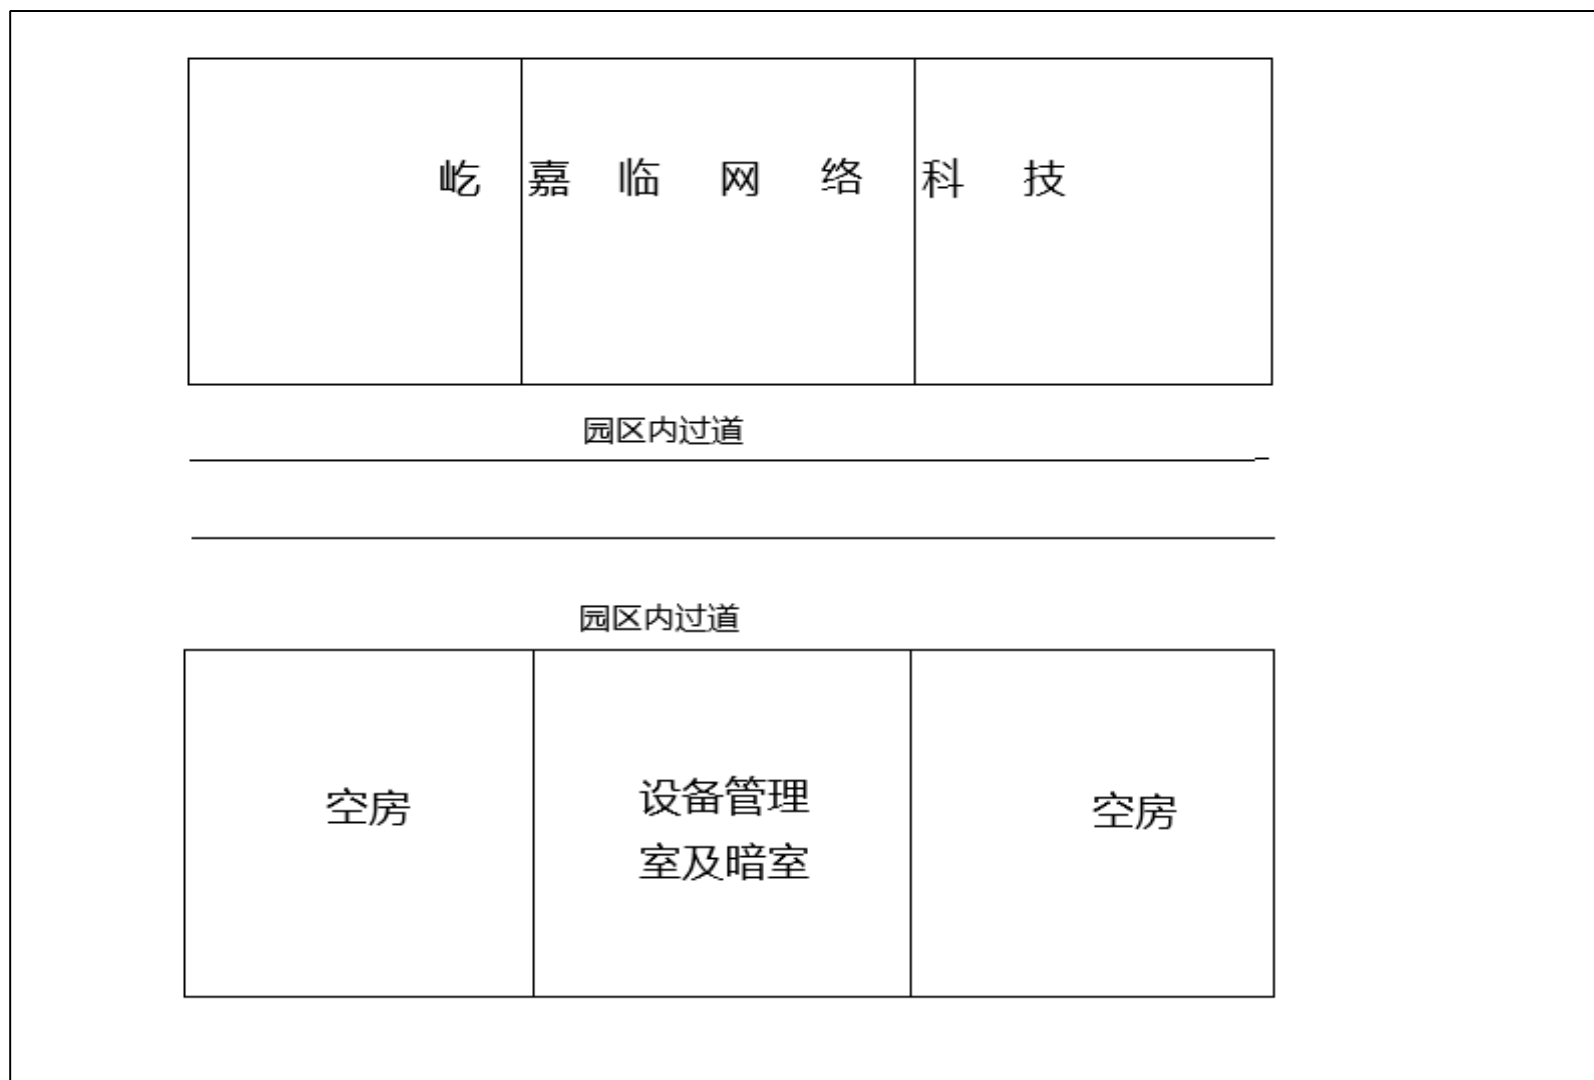 屹嘉临网络科技
园区内过道
园区内过道
空房
设备管理
室及暗室
空房